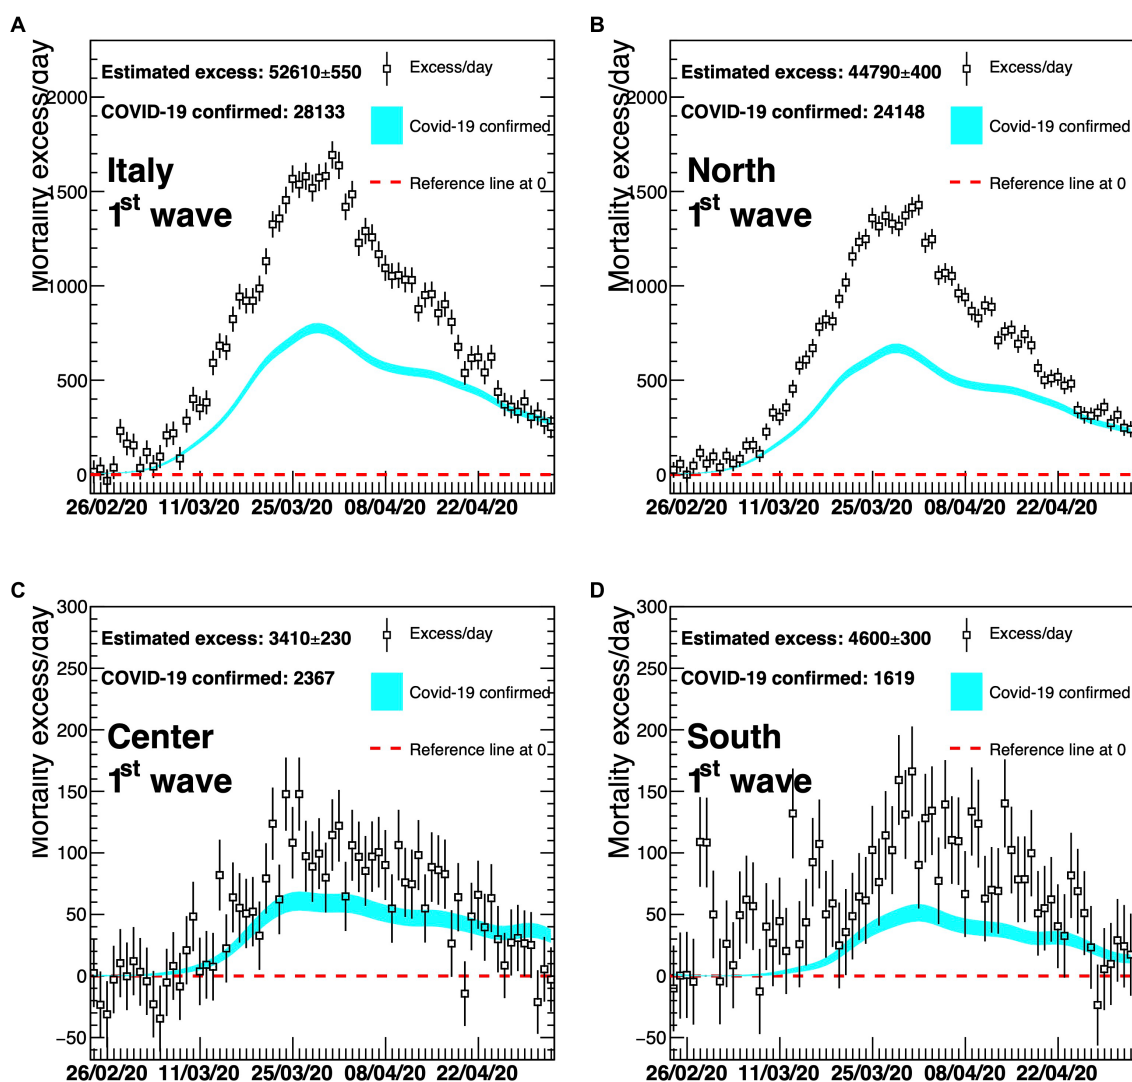 A
Mortality excess/day
Estimated excess: 52610±550
COVID-19 confirmed: 28133
Italy
1st wave
Excess/day
Covid-19 confirmed
Reference line at 0
2000
1500
1000
500
0
26/02/20 11/03/20 25/03/20 08/04/20 22/04/20
B
Mortality excess/day
Estimated excess: 44790±400
COVID-19 confirmed: 24148
North
1st wave
Excess/day
Covid-19 confirmed
Reference line at 0
2000
1500
1000
500
0
26/02/20 11/03/20 25/03/20 08/04/20 22/04/20
C
Mortality excess/day
Estimated excess: 3410±230
COVID-19 confirmed: 2367
Center
1st wave
Excess/day
Covid-19 confirmed
Reference line at 0
300
250
200
150
100
50
0
−50
26/02/20 11/03/20 25/03/20 08/04/20 22/04/20
D
Mortality excess/day
Estimated excess: 4600±300
COVID-19 confirmed: 1619
South
1st wave
Excess/day
Covid-19 confirmed
Reference line at 0
300
250
200
150
100
50
0
−50
26/02/20 11/03/20 25/03/20 08/04/20 22/04/20